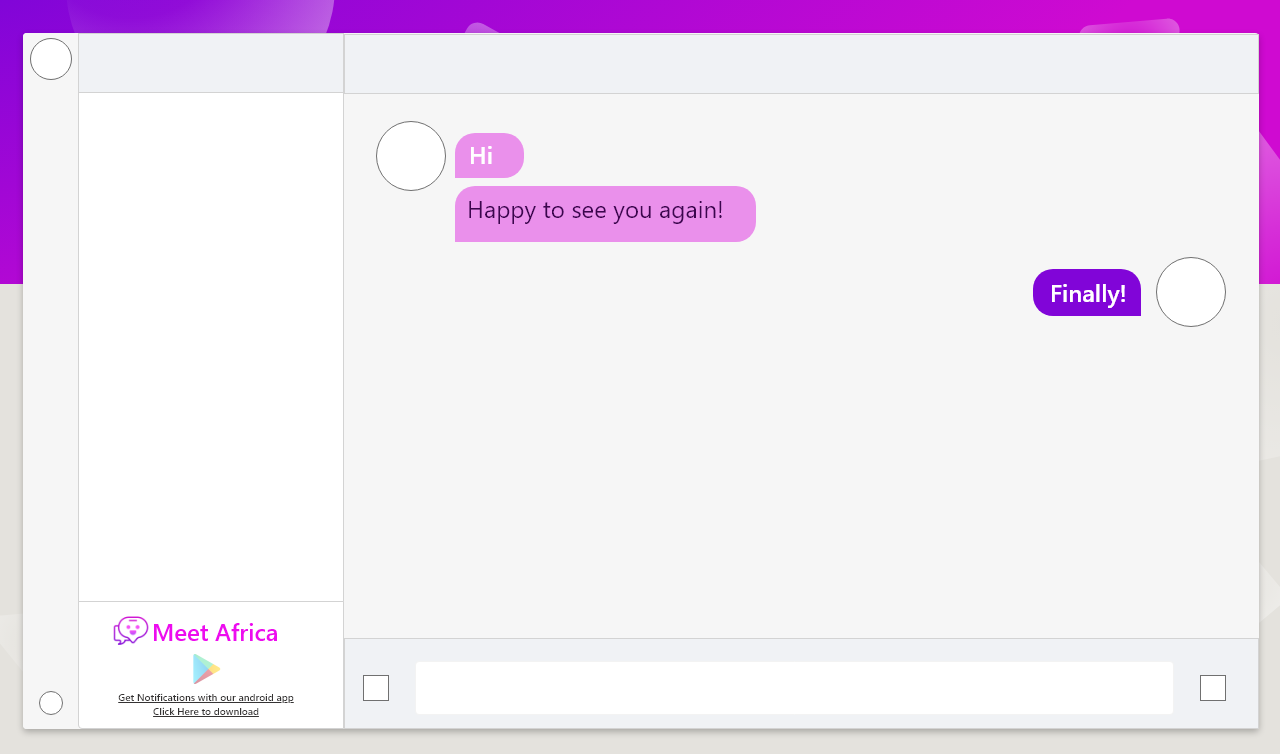 Hi
Happy to see you again!
Finally!
Meet Africa
Get Notifications with our android app
Click Here to download